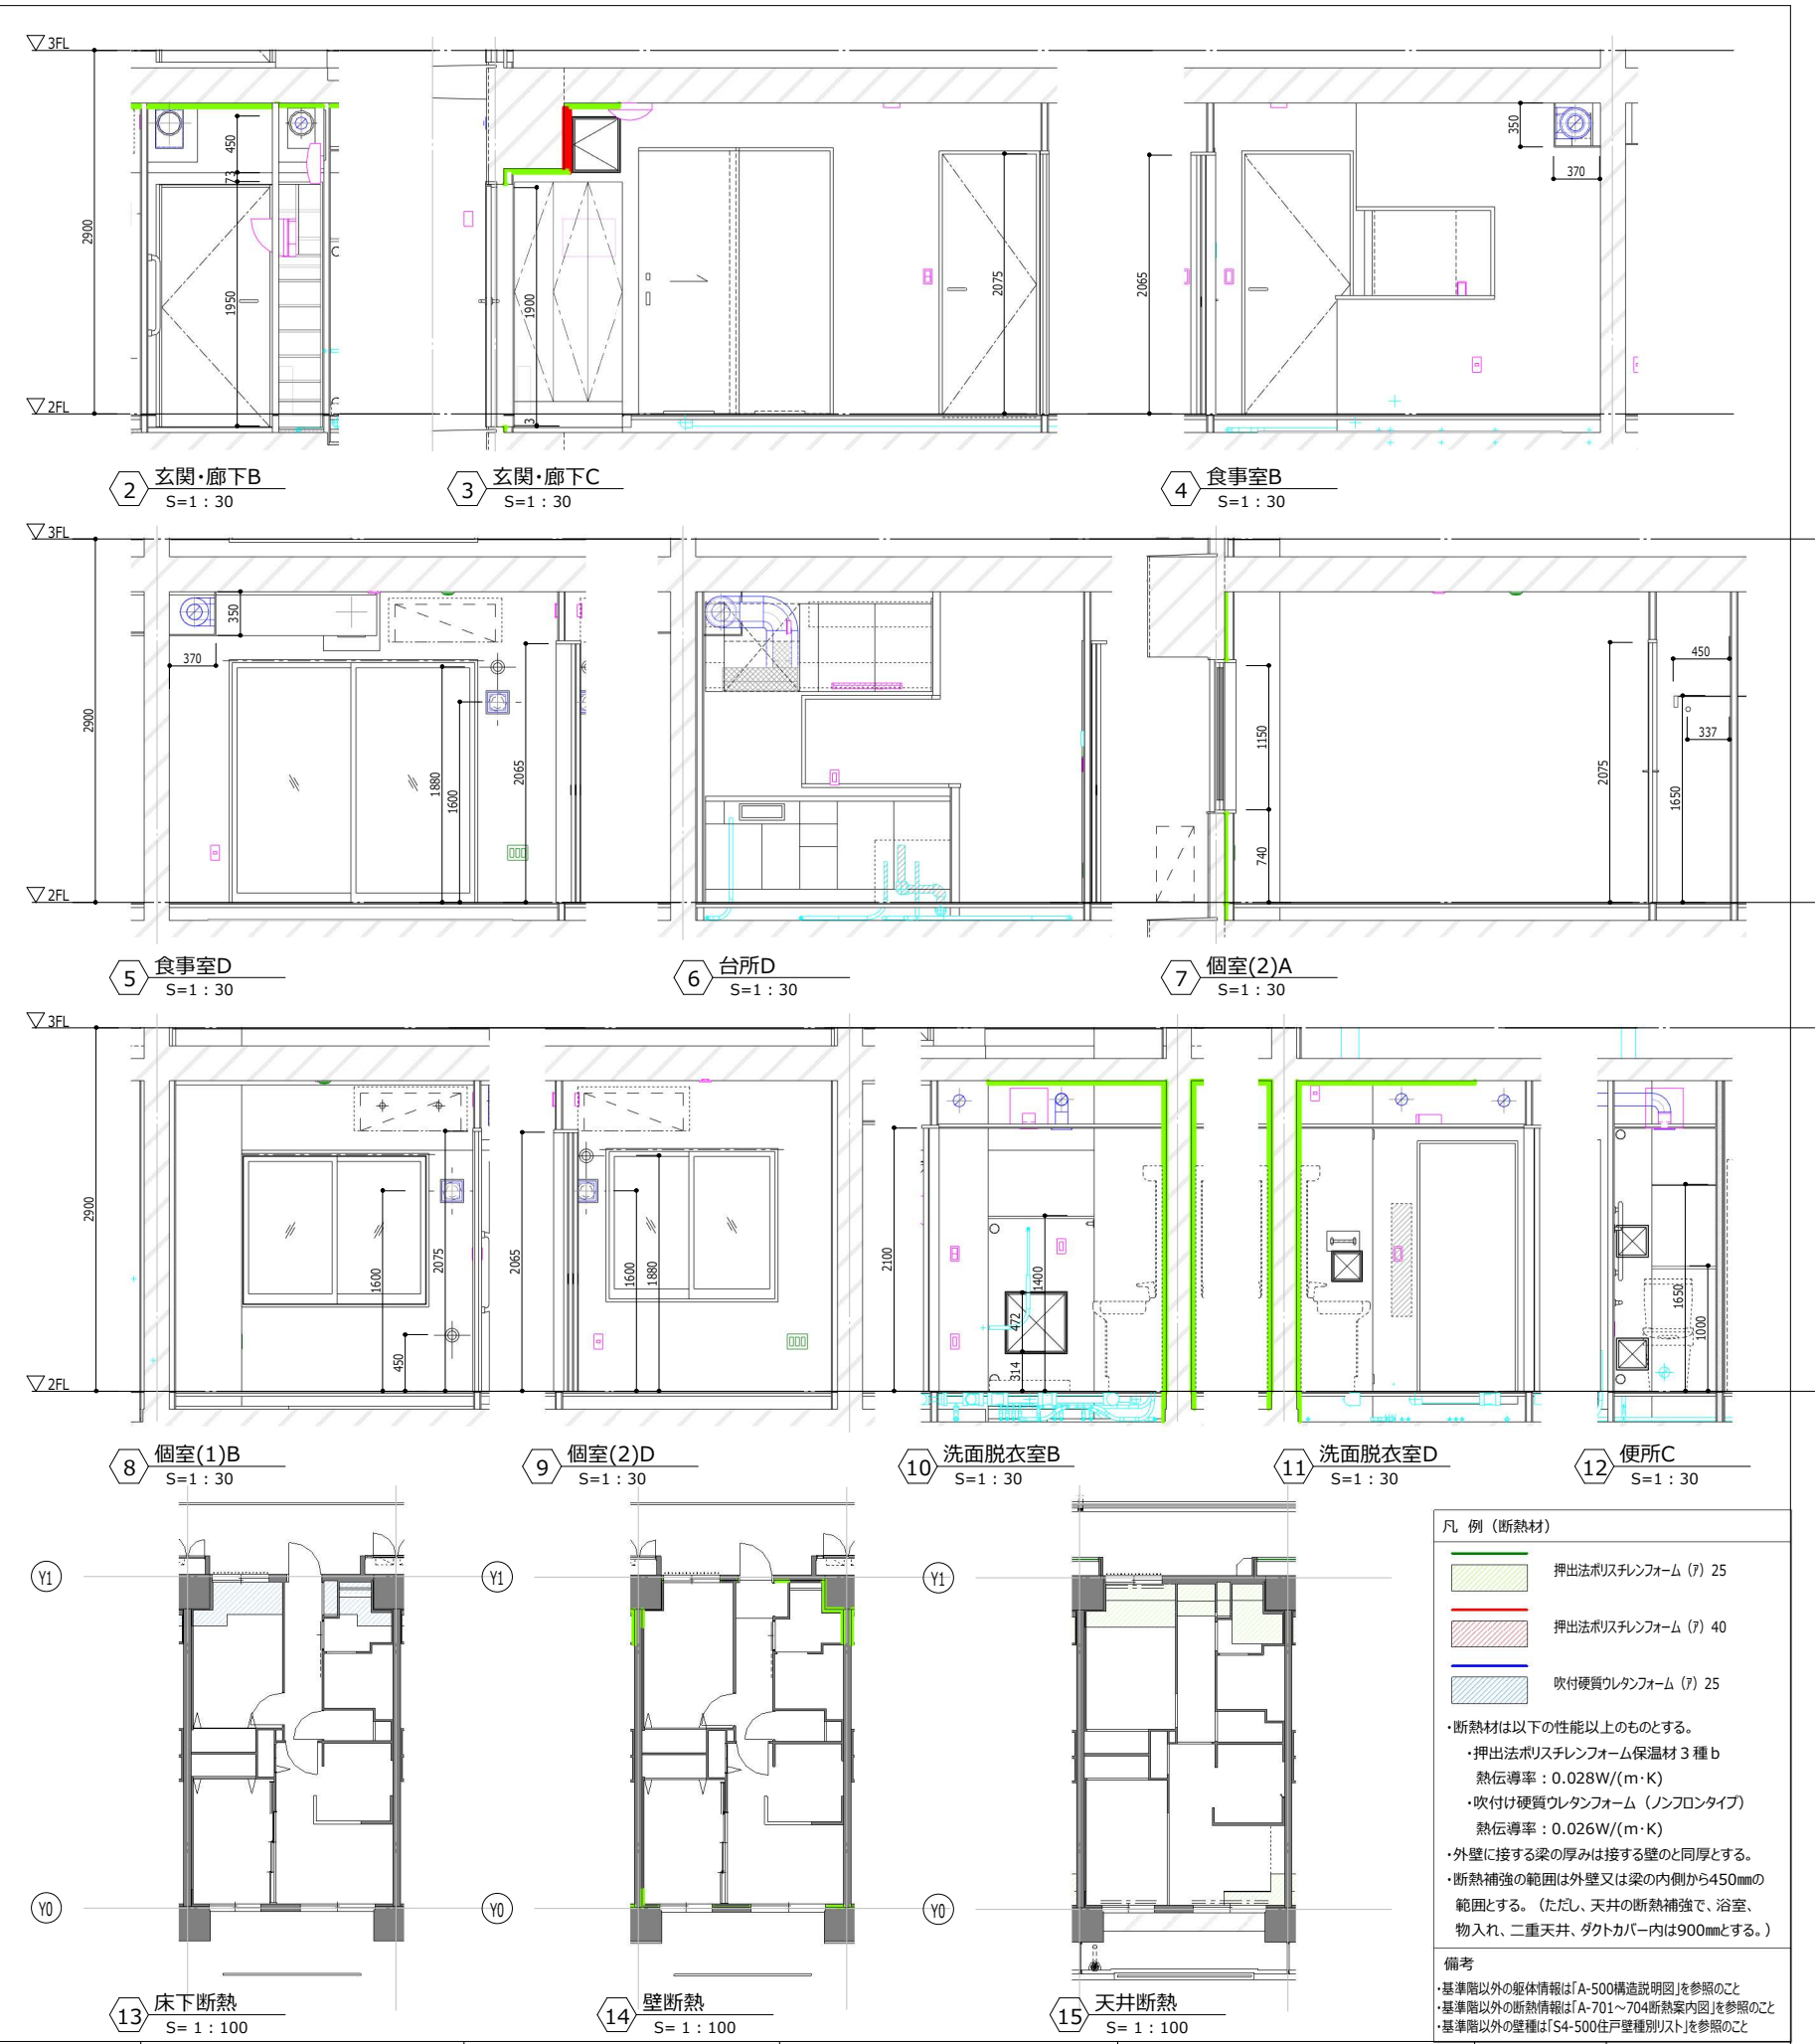 ▽3FL
2900
450
73
1950
1900
3
2075
2065
350
370
▽2FL
2 玄関・廊下B
S=1:30
3 玄関・廊下C
S=1:30
4 食事室B
S=1:30
▽3FL
2900
350
370
1880
1600
2065
1150
740
2075
450
337
1650
▽2FL
5 食事室D
S=1:30
6 台所D
S=1:30
7 個室(2)A
S=1:30
▽3FL
2900
1600
450
2075
2065
1600
1880
2100
472
314
1400
1650
1000
▽2FL
8 個室(1)B
S=1:30
9 個室(2)D
S=1:30
10 洗面脱衣室B
S=1:30
11 洗面脱衣室D
S=1:30
12 便所C
S=1:30
Y1
Y1
Y1
Y0
Y0
Y0
13 床下断熱
S= 1:100
14 壁断熱
S= 1:100
15 天井断熱
S= 1:100
凡 例(断熱材)
押出法ポリスチレンフォーム(ア)25
押出法ポリスチレンフォーム(ア)40
吹付硬質ウレタンフォーム(ア)25
・断熱材は以下の性能以上のものとする。
・押出法ポリスチレンフォーム保温材3種b
熱伝導率:0.028W/(m・K)
・吹付け硬質ウレタンフォーム(ノンフロンタイプ)
熱伝導率:0.026W/(m・K)
・外壁に接する梁の厚みは接する壁のと同厚とする。
・断熱補強の範囲は外壁又は梁の内側から450㎜の
範囲とする。(ただし、天井の断熱補強で、浴室、
物入れ、二重天井、ダクトカバー内は900㎜とする。)
備考
・基準階以外の躯体情報は「A-500構造説明図」を参照のこと
・基準階以外の断熱情報は「A-701～704断熱案内図」を参照のこと
・基準階以外の壁種は「S4-500住戸壁種別リスト」を参照のこと